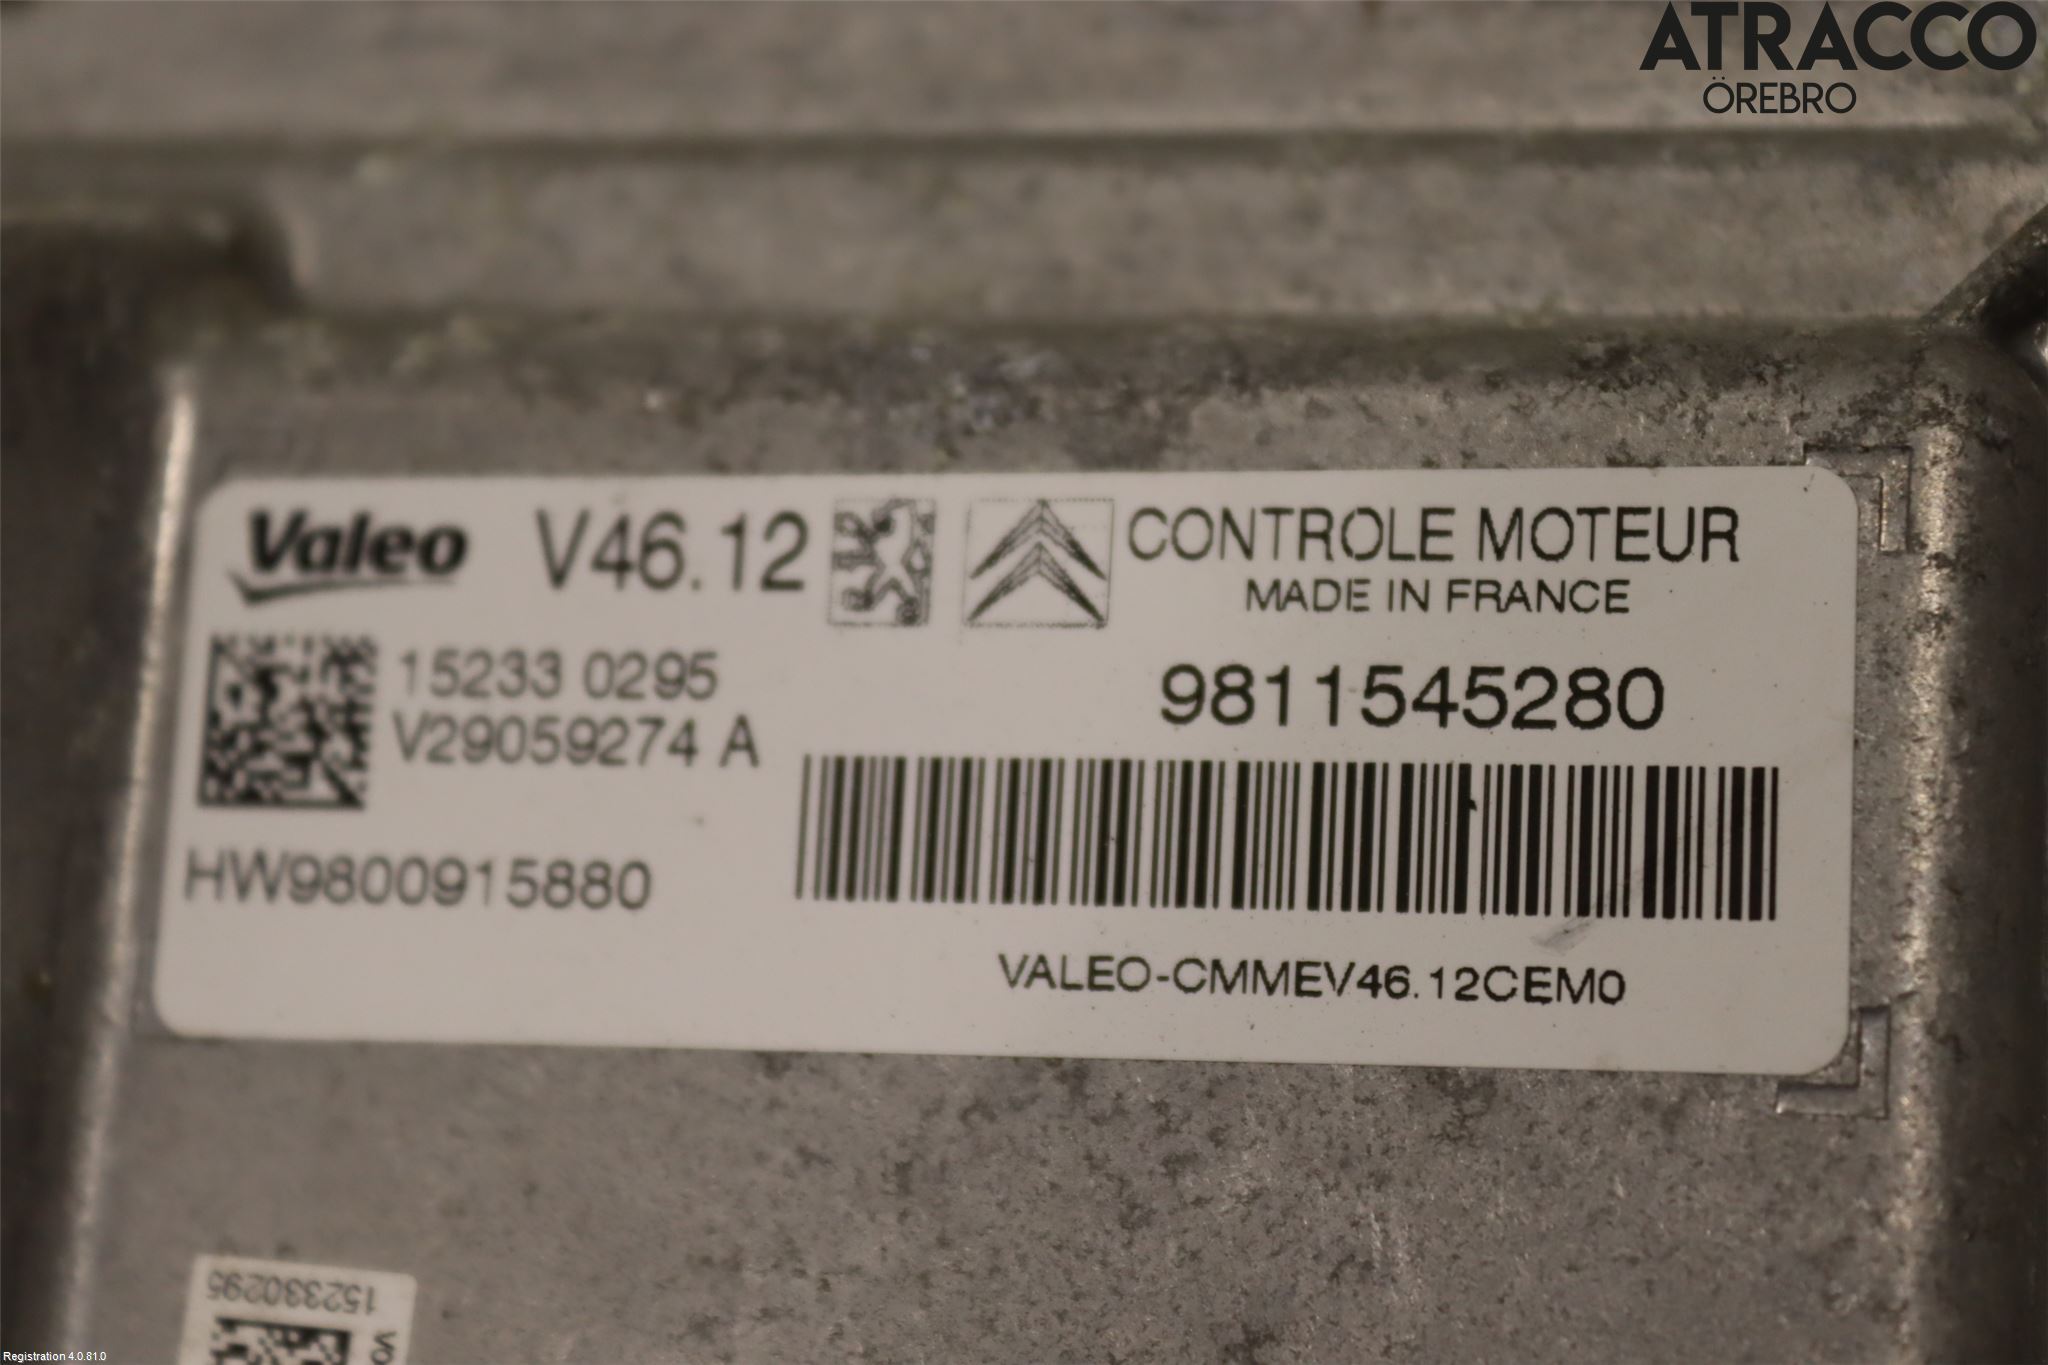 ATRACCO
ÖREBRO
Valeo V46.12 CONTROLE MOTEUR
MADE IN FRANCE
15233 0295
V29059274 A
9811545280
HW9800915880
VALEO-CMMEV46.12CEM0
152330295
Registration 4.0.81.0